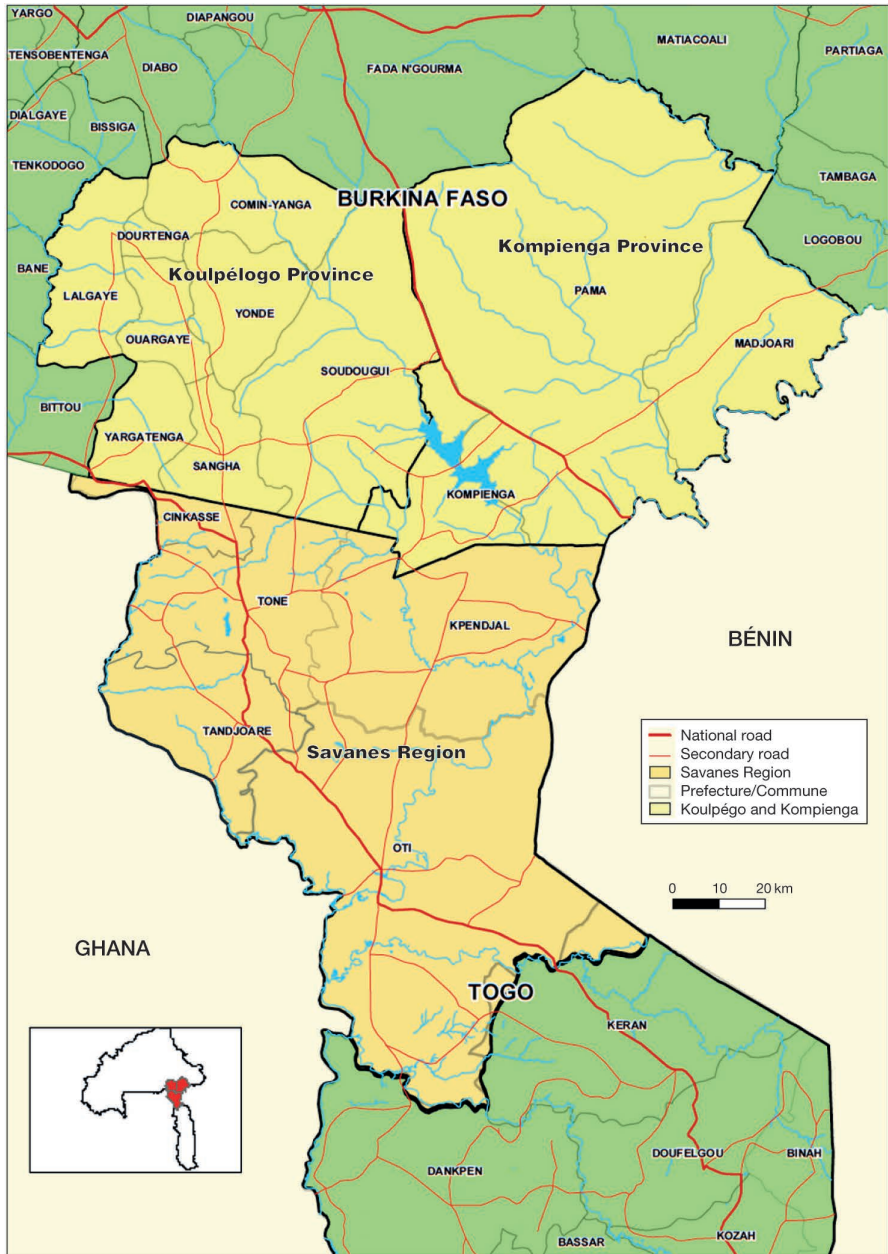 YARGO
DIAPANGOU
MATIACOALI
PARTIAGA
TENSOBENTENGA
DIABO
FADA N'GOURMA
DIALGAYE
BISSIGA
TENKODOGO
TAMBAGA
COMIN-YANGA
BURKINA FASO
DOURTENGA
LOGOBOU
BANE
Koulpélogo Province
Kompienga Province
LALGAYE
PAMA
YONDE
OUARGAYE
MADJOARI
SOUDOUGUI
BITTOU
YARGATENGA
SANGHA
KOMPIENGA
CINKASSE
TONE
KPENDJAL
BÉNIN
TANDJOARE
Savanes Region
National road
Secondary road
Savanes Region
Prefecture/Commune
Koulpégo and Kompienga
OTI
0 10 20 km
GHANA
TOGO
KERAN
DANKPEN
DOUFELGOU
BINAH
KOZAH
BASSAR